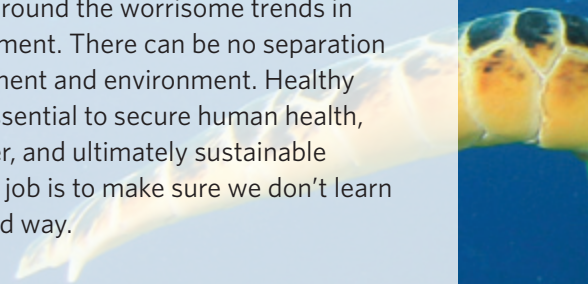 round the worrisome trends in
ment. There can be no separation
ent and environment. Healthy
sential to secure human health,
r, and ultimately sustainable
job is to make sure we don’t learn
d way.